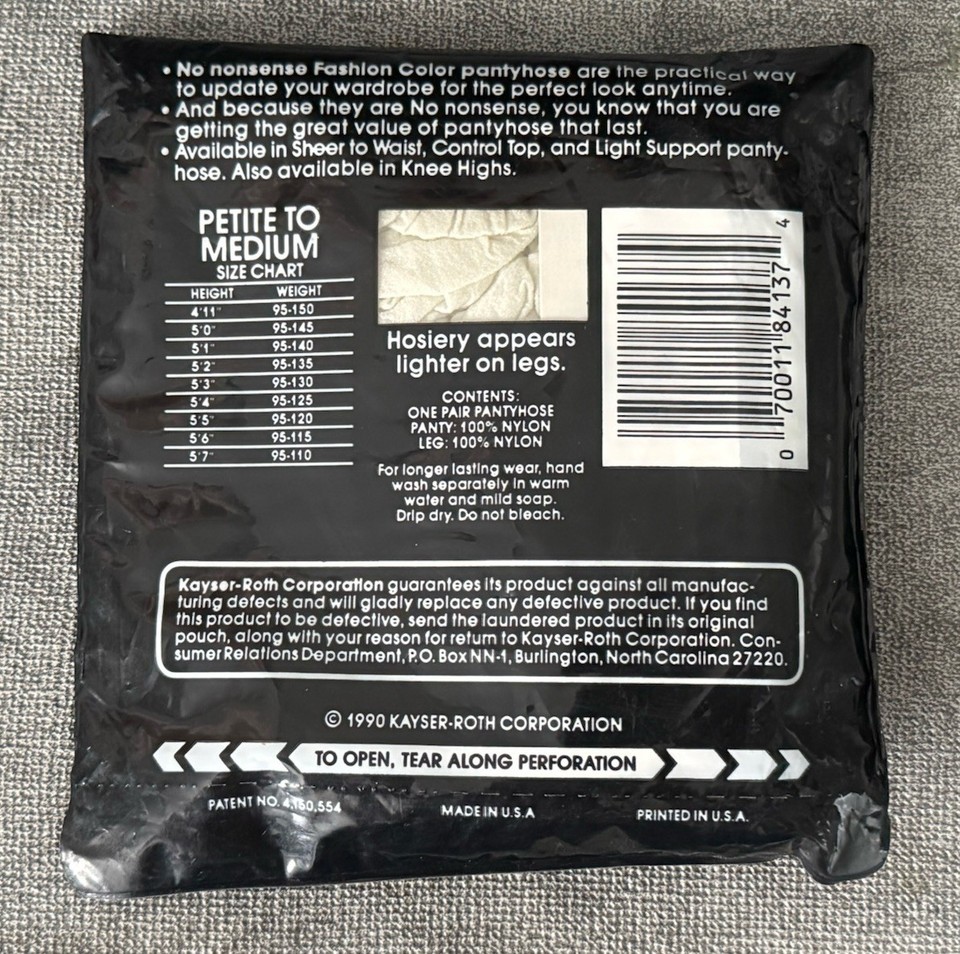 • No nonsense Fashion Color pantyhose are the practical way
to update your wardrobe for the perfect look anytime.
• And because they are No nonsense, you know that you are
getting the great value of pantyhose that last.
• Available in Sheer to Waist, Control Top, and Light Support panty-
hose. Also available in Knee Highs.
PETITE TO
MEDIUM
SIZE CHART
HEIGHT WEIGHT
4'11" 95-150
5'0" 95-145
5'1" 95-140
5'2" 95-135
5'3" 95-130
5'4" 95-125
5'5" 95-120
5'6" 95-115
5'7" 95-110
Hosiery appears
lighter on legs.
CONTENTS:
ONE PAIR PANTYHOSE
PANTY: 100% NYLON
LEG: 100% NYLON
For longer lasting wear, hand
wash separately in warm
water and mild soap.
Drip dry. Do not bleach.
0 70011 84137 4
Kayser-Roth Corporation guarantees its product against all manufac-
turing defects and will gladly replace any defective product. If you find
this product to be defective, send the laundered product in its original
pouch, along with your reason for return to Kayser-Roth Corporation. Con-
sumer Relations Department, P.O. Box NN-1, Burlington, North Carolina 27220.
© 1990 KAYSER-ROTH CORPORATION
TO OPEN, TEAR ALONG PERFORATION
PATENT NO. 4,150,554 MADE IN U.S.A PRINTED IN U.S.A.